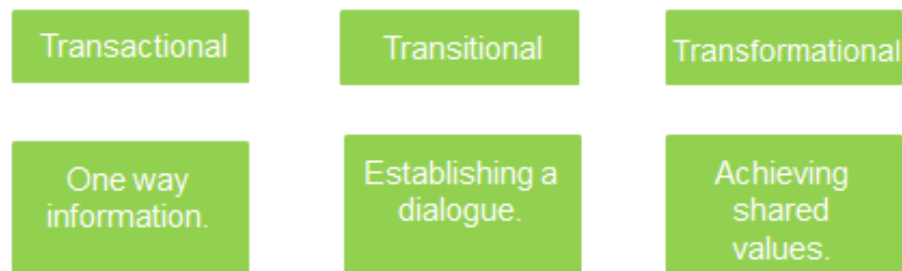 Transactional
Transitional
Transformational
One way
information.
Establishing a
dialogue.
Achieving
shared
values.